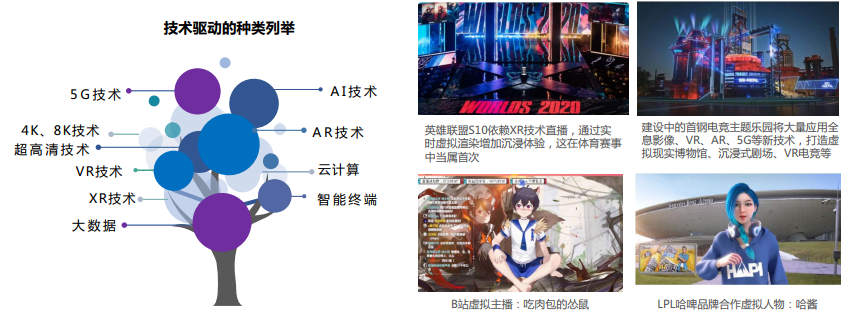 技术驱动的种类列举
5G技术
AI技术
4K、8K技术
超高清技术
AR技术
VR技术
云计算
XR技术
智能终端
大数据
WORLDS 2020
英雄联盟S10依赖XR技术直播，通过实
时虚拟渲染增加沉浸体验，这在体育赛事
中当属首次
建设中的首钢电竞主题乐园将大量应用全
息影像、VR、AR、5G等新技术，打造虚
拟现实博物馆、沉浸式剧场、VR电竞等
B站虚拟主播：吃肉包的怂鼠
Mercedes-Benz Arena
HAPI
LPL哈啤品牌合作虚拟人物：哈酱